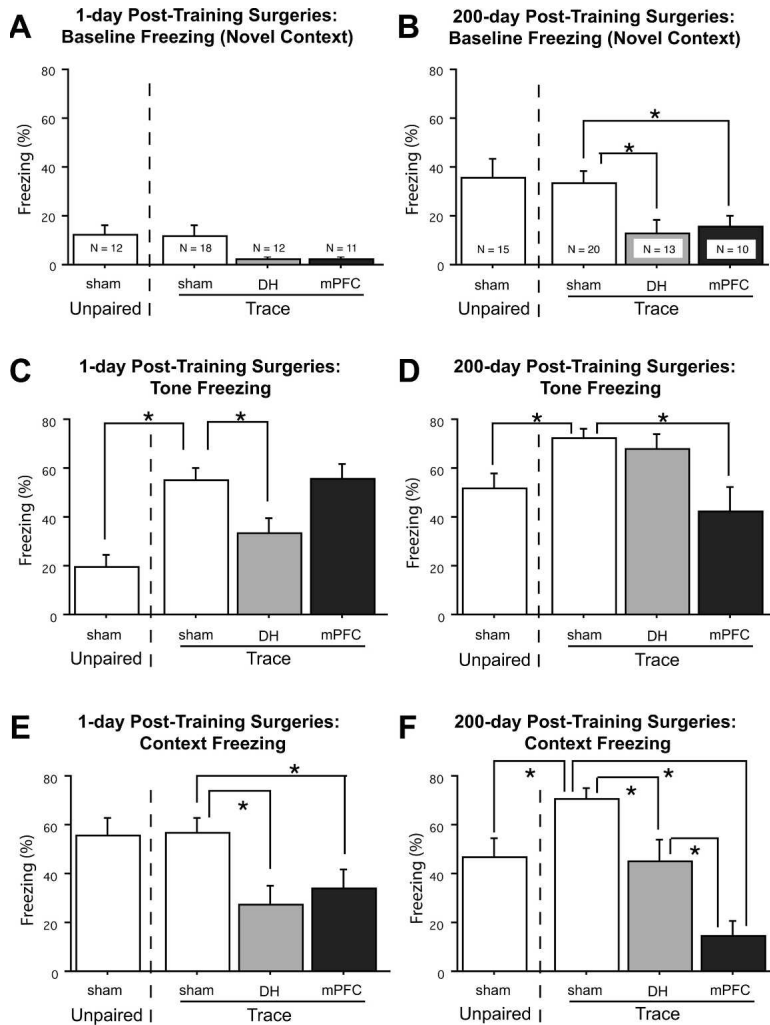 A
1-day Post-Training Surgeries:
Baseline Freezing (Novel Context)
Freezing (%)
80
60
40
20
0
N = 12
N = 18
N = 12
N = 11
sham
sham
DH
mPFC
Unpaired
Trace
B
200-day Post-Training Surgeries:
Baseline Freezing (Novel Context)
Freezing (%)
80
60
40
20
0
*
*
N = 15
N = 20
N = 13
N = 10
sham
sham
DH
mPFC
Unpaired
Trace
C
1-day Post-Training Surgeries:
Tone Freezing
Freezing (%)
80
60
40
20
0
*
*
sham
sham
DH
mPFC
Unpaired
Trace
D
200-day Post-Training Surgeries:
Tone Freezing
Freezing (%)
80
60
40
20
0
*
*
sham
sham
DH
mPFC
Unpaired
Trace
E
1-day Post-Training Surgeries:
Context Freezing
Freezing (%)
80
60
40
20
0
*
*
sham
sham
DH
mPFC
Unpaired
Trace
F
200-day Post-Training Surgeries:
Context Freezing
Freezing (%)
80
60
40
20
0
*
*
*
*
sham
sham
DH
mPFC
Unpaired
Trace